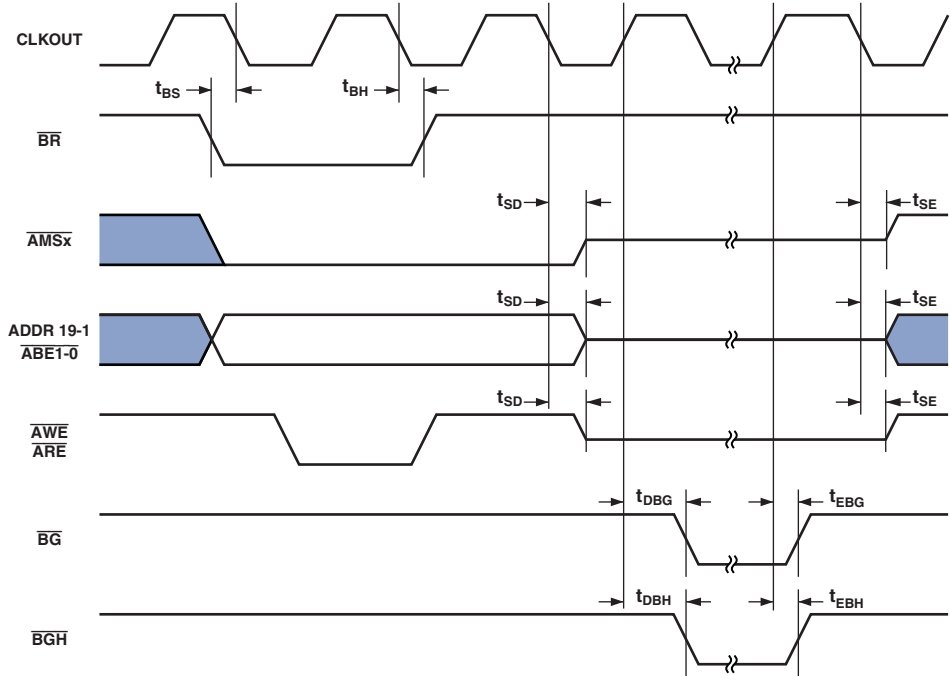 CLKOUT
tBS
tBH
BR
tSD
tSE
AMSx
tSD
tSE
ADDR 19-1
ABE1-0
tSD
tSE
AWE
ARE
tDBG
tEBG
BG
tDBH
tEBH
BGH